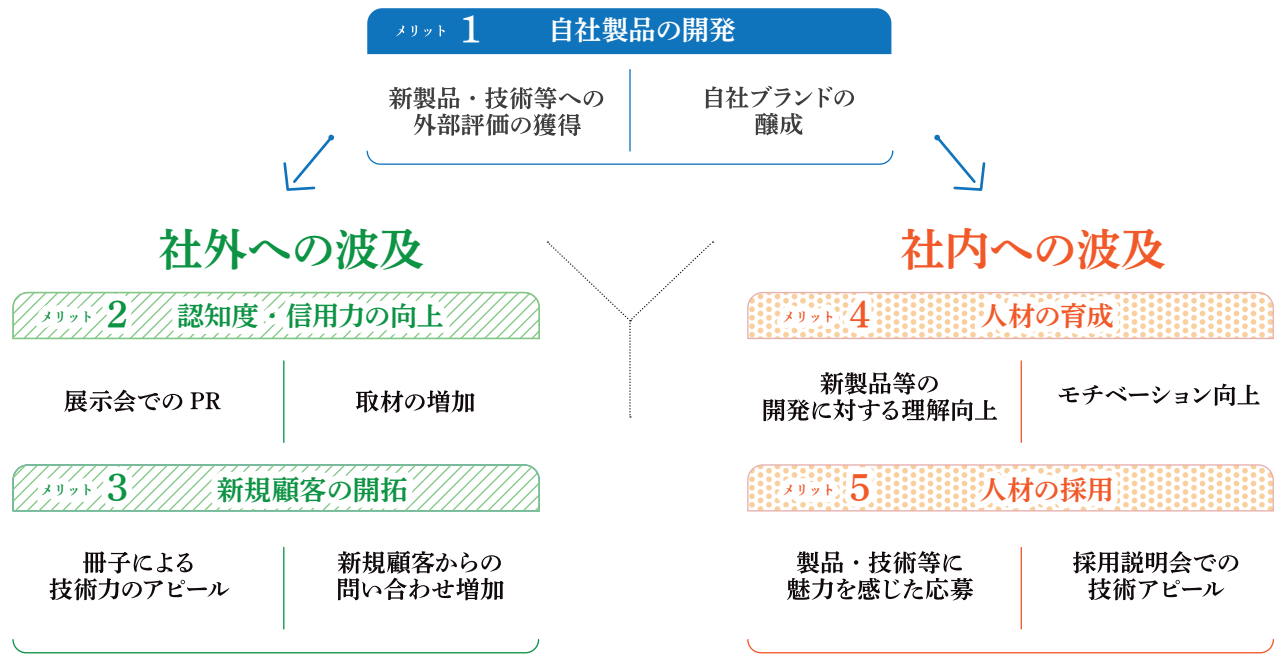 メリット 1 自社製品の開発
新製品・技術等への
外部評価の獲得
自社ブランドの
醸成
社外への波及
メリット 2 認知度・信用力の向上
展示会での PR
取材の増加
メリット 3 新規顧客の開拓
冊子による
技術力のアピール
新規顧客からの
問い合わせ増加
社内への波及
メリット 4 人材の育成
新製品等の
開発に対する理解向上
モチベーション向上
メリット 5 人材の採用
製品・技術等に
魅力を感じた応募
採用説明会での
技術アピール